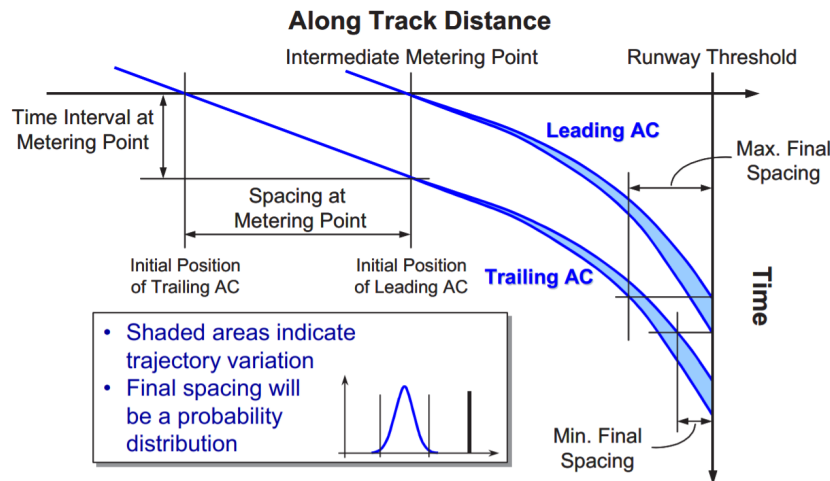 Along Track Distance
Intermediate Metering Point
Runway Threshold
Time Interval at
Metering Point
Leading AC
Max. Final
Spacing
Spacing at
Metering Point
Initial Position
of Trailing AC
Initial Position
of Leading AC
Trailing AC
Time
• Shaded areas indicate
trajectory variation
• Final spacing will
be a probability
distribution
Min. Final
Spacing